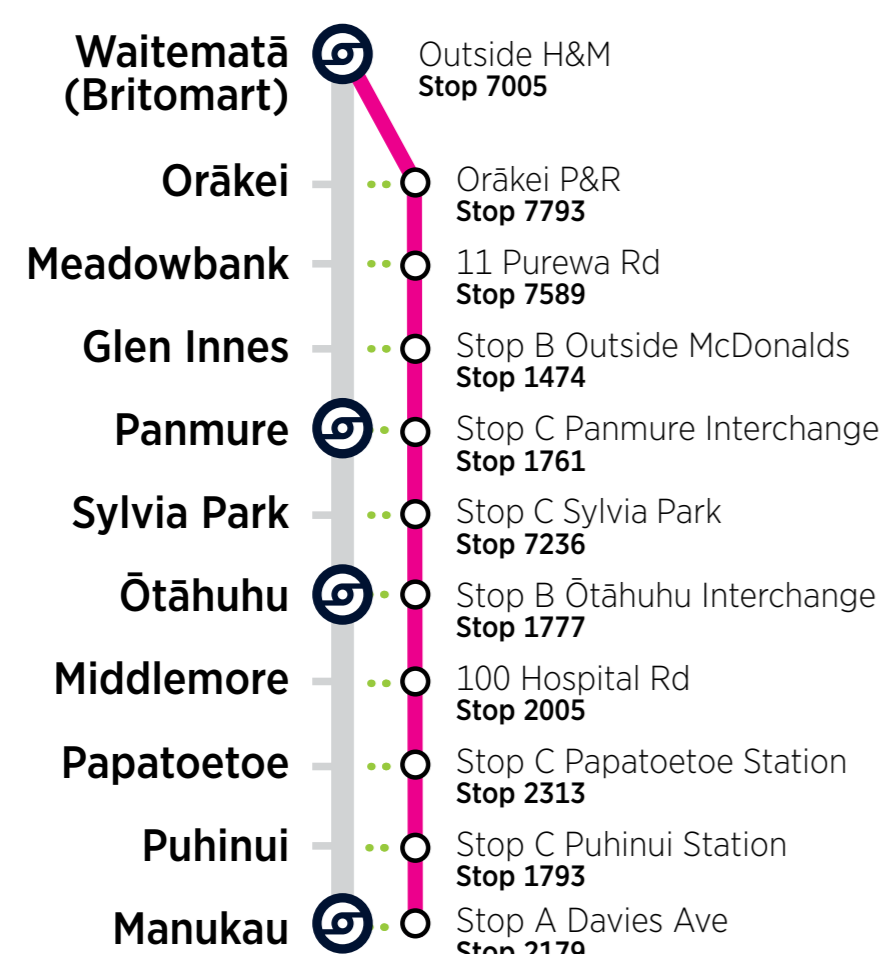 Waitematā
(Britomart)
Outside H&M
Stop 7005
Orākei
Orākei P&R
Stop 7793
Meadowbank
11 Purewa Rd
Stop 7589
Glen Innes
Stop B Outside McDonalds
Stop 1474
Panmure
Stop C Panmure Interchange
Stop 1761
Sylvia Park
Stop C Sylvia Park
Stop 7236
Ōtāhuhu
Stop B Ōtāhuhu Interchange
Stop 1777
Middlemore
100 Hospital Rd
Stop 2005
Papatoetoe
Stop C Papatoetoe Station
Stop 2313
Puhinui
Stop C Puhinui Station
Stop 1793
Manukau
Stop A Davies Ave
Stop 2179